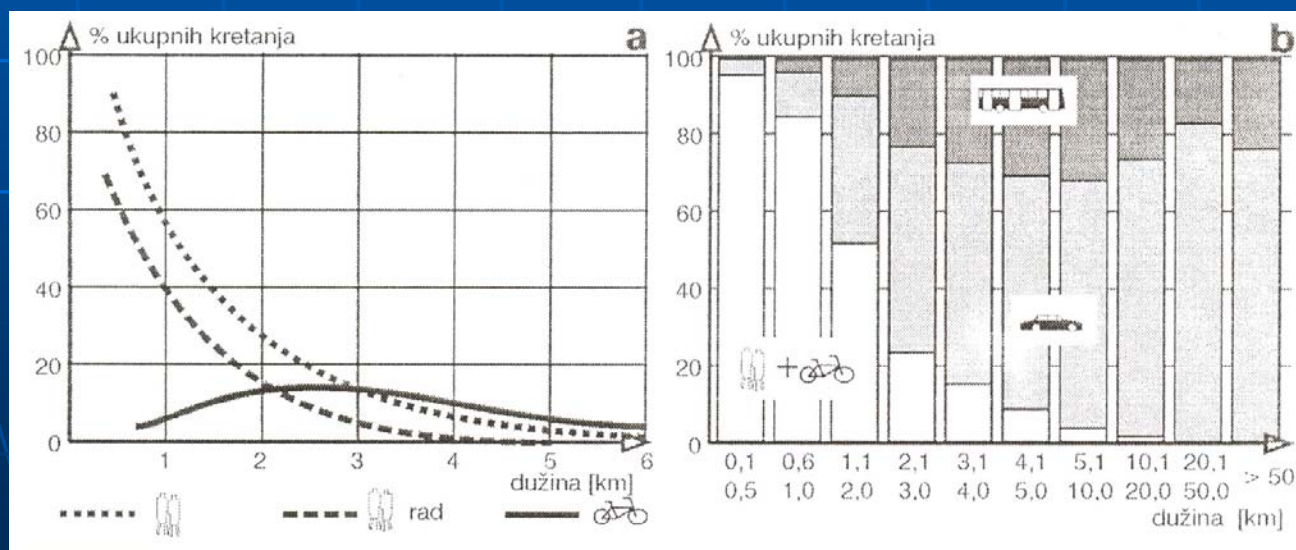 % ukupnih kretanja
a
100
80
60
40
20
0
1 2 3 4 5 6
dužina [km]
rad
% ukupnih kretanja
b
100
80
60
40
20
0
+
0,1 0,6 1,1 2,1 3,1 4,1 5,1 10,1 20,1 > 50
0,5 1,0 2,0 3,0 4,0 5,0 10,0 20,0 50,0
dužina [km]